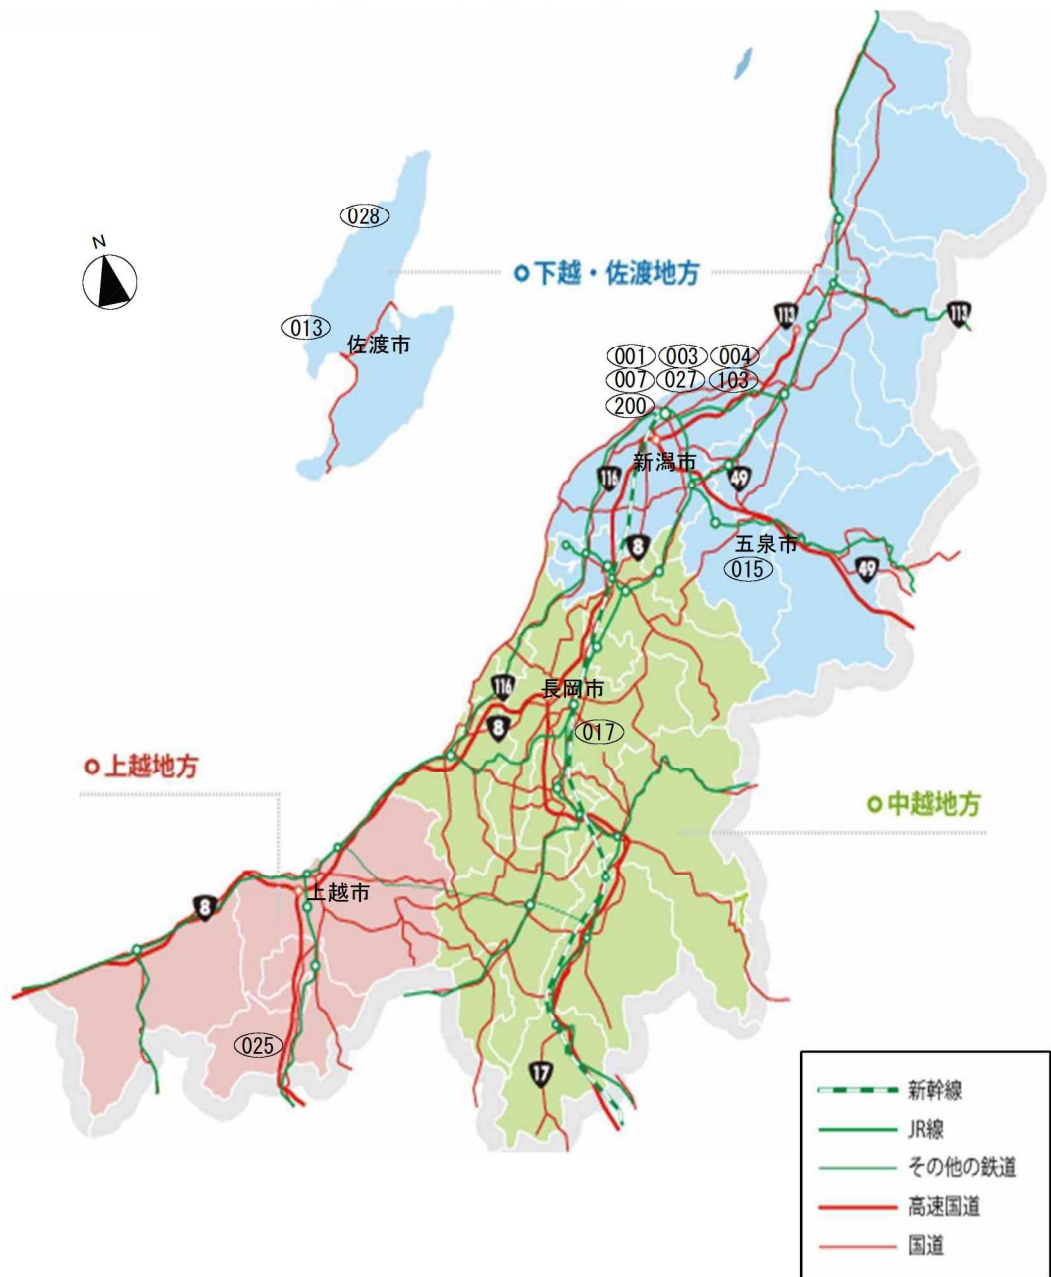 N
028
下越・佐渡地方
013
佐渡市
113
113
001 003 004
007 027 103
200
新潟市
116
49
8
五泉市
015
49
116
長岡市
8
017
上越地方
中越地方
上越市
8
025
17
新幹線
JR線
その他の鉄道
高速国道
国道